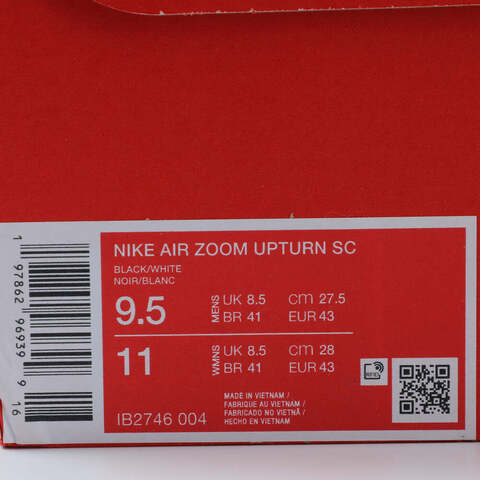 NIKE AIR ZOOM UPTURN SC
BLACK/WHITE
NOIR/BLANC
9.5 MENS UK 8.5 CM 27.5
BR 41 EUR 43
11 WMNS UK 8.5 CM 28
BR 41 EUR 43
RFID
IB2746 004
MADE IN VIETNAM /
FABRIQUE AU VIETNAM /
FABRICADO NO VIETNÃ /
HECHO EN VIETNAM
1 97862 96939 9 16